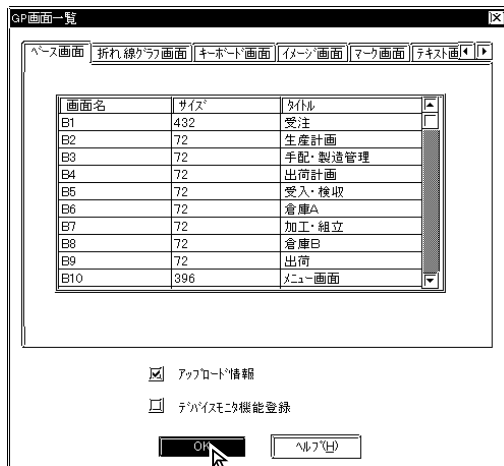 GP画面一覧
ベース画面 折れ線グラフ画面 キーボード画面 イメージ画面 マーク画面 テキスト画
画面名 サイズ タイトル
B1 432 受注
B2 72 生産計画
B3 72 手配・製造管理
B4 72 出荷計画
B5 72 受入・検収
B6 72 倉庫A
B7 72 加工・組立
B8 72 倉庫B
B9 72 出荷
B10 396 メニュー画面
アップロード情報
デバイスモニタ機能登録
OK ヘルプ(H)